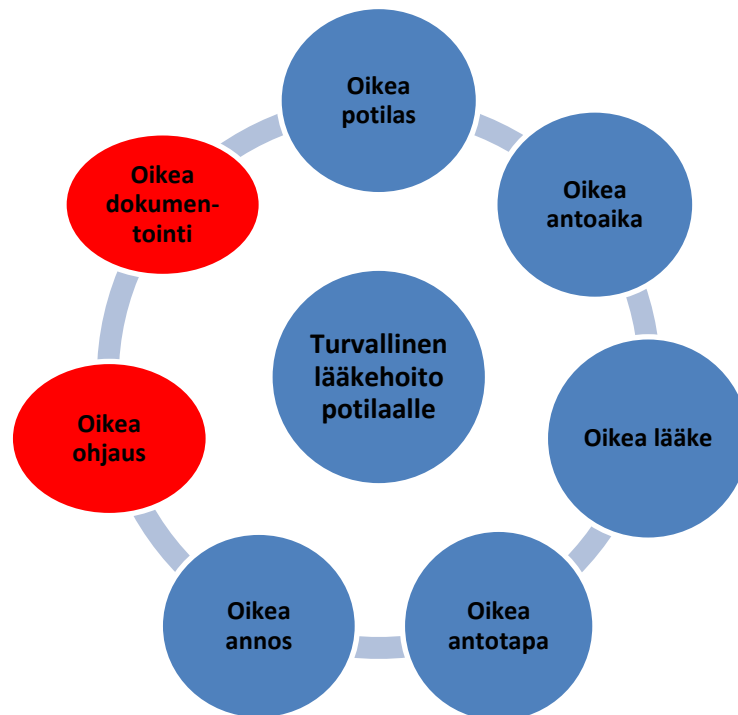 Oikea
potilas
Oikea
antoaika
Oikea lääke
Oikea
antotapa
Oikea
annos
Oikea
ohjaus
Oikea
dokumen-
tointi
Turvallinen
lääkehoito
potilaalle